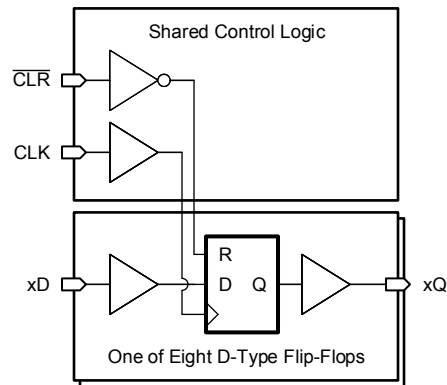 Shared Control Logic
CLR
CLK
R
xD D Q xQ
One of Eight D-Type Flip-Flops